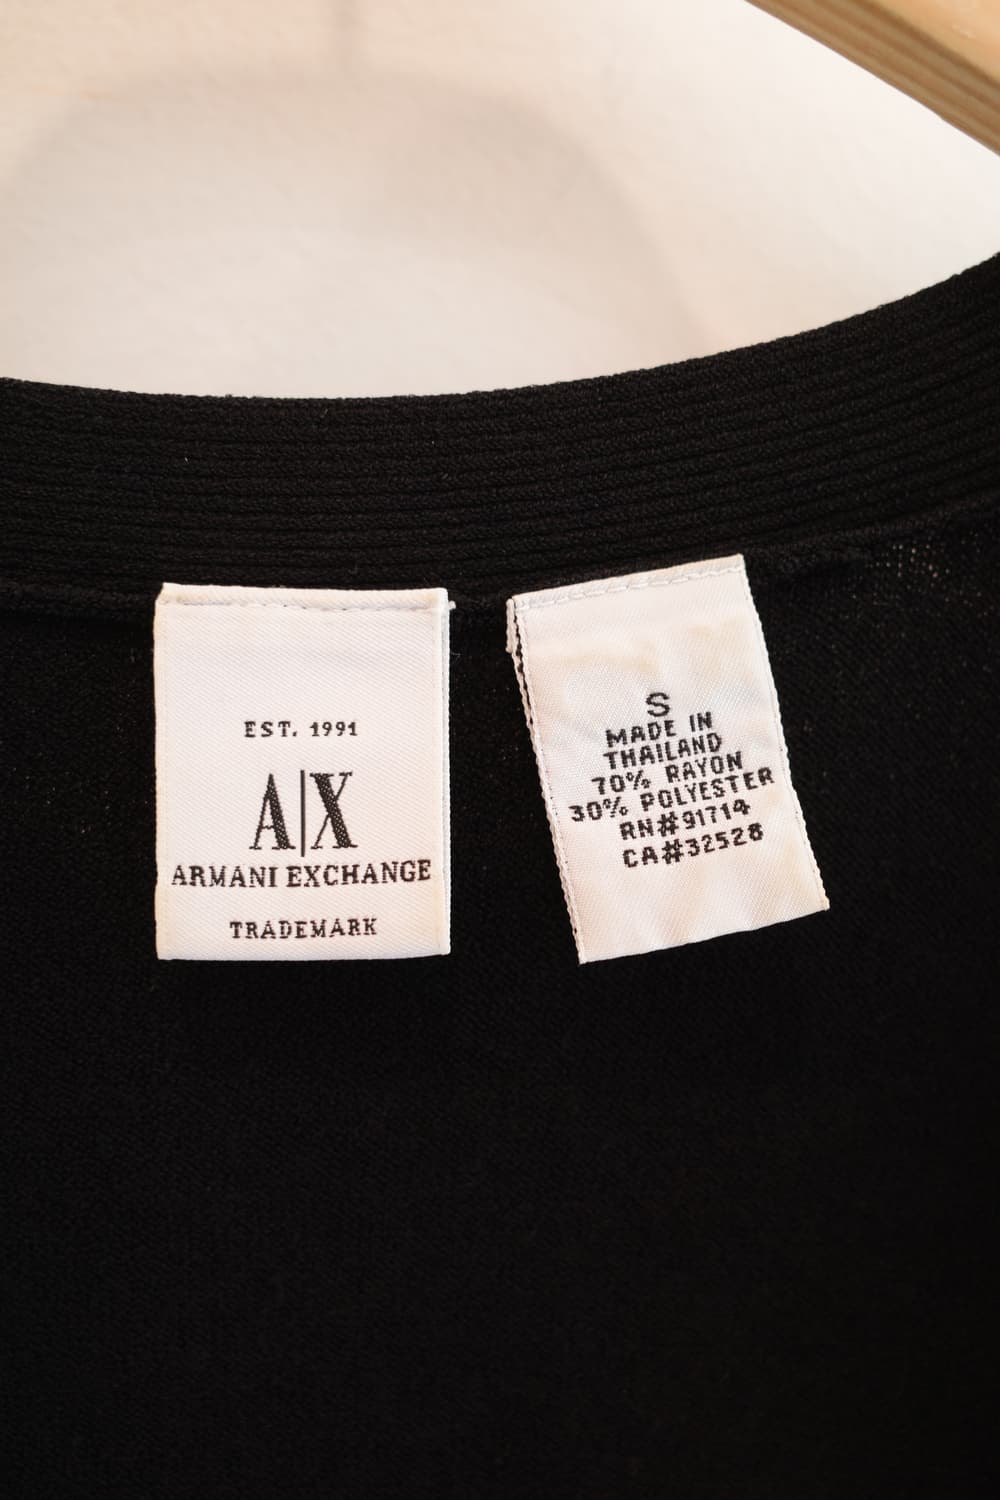 EST. 1991
A|X
ARMANI EXCHANGE
TRADEMARK
S
MADE IN
THAILAND
70% RAYON
30% POLYESTER
RN#91714
CA#32528